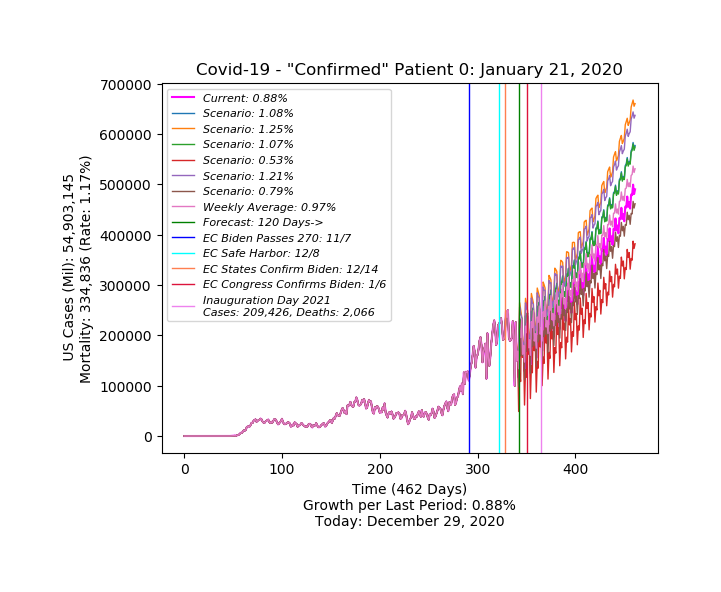 Covid-19 - "Confirmed" Patient 0: January 21, 2020
700000
600000
500000
400000
300000
200000
100000
0
US Cases (Mil): 54,903,145
Mortality: 334,836 (Rate: 1.17%)
Current: 0.88%
Scenario: 1.08%
Scenario: 1.25%
Scenario: 1.07%
Scenario: 0.53%
Scenario: 1.21%
Scenario: 0.79%
Weekly Average: 0.97%
Forecast: 120 Days->
EC Biden Passes 270: 11/7
EC Safe Harbor: 12/8
EC States Confirm Biden: 12/14
EC Congress Confirms Biden: 1/6
Inauguration Day 2021
Cases: 209,426, Deaths: 2,066
0 100 200 300 400
Time (462 Days)
Growth per Last Period: 0.88%
Today: December 29, 2020